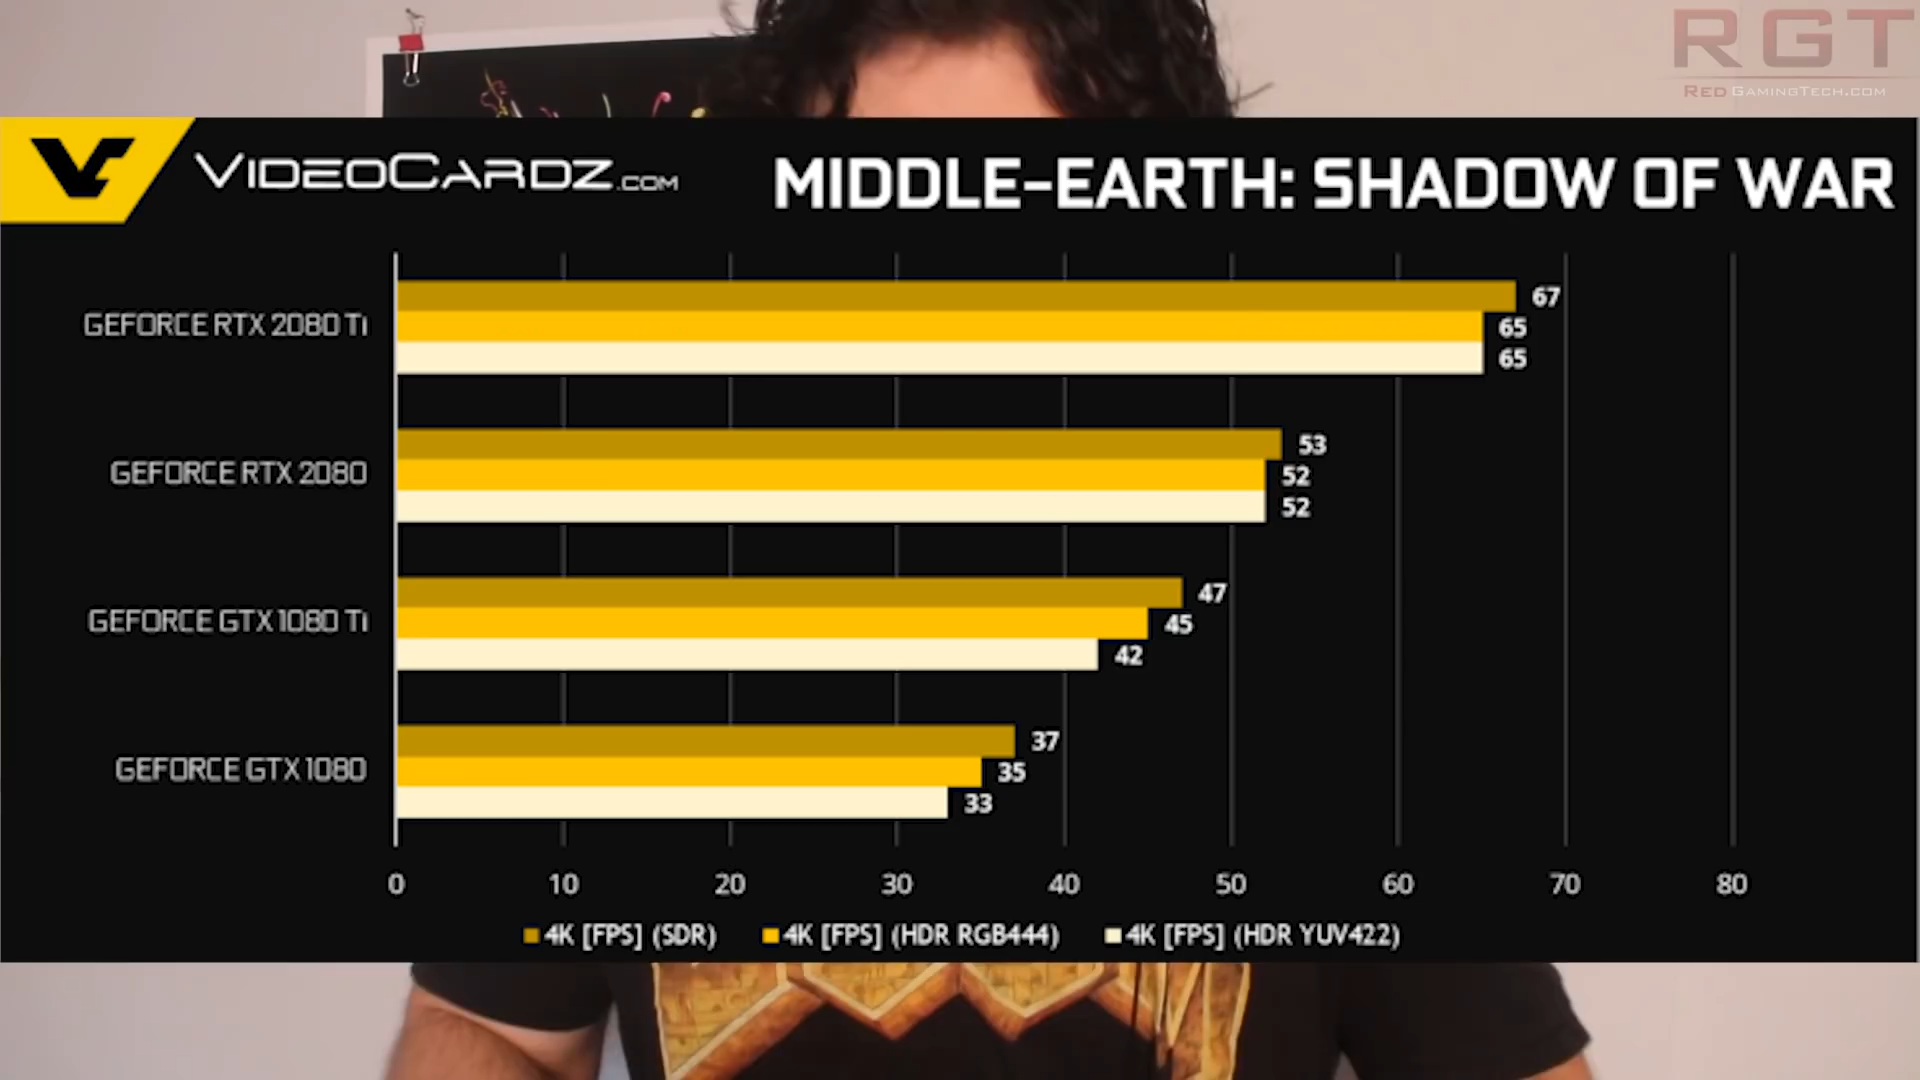 RGT
RedGamingTech.com
VideoCardz.com
MIDDLE-EARTH: SHADOW OF WAR
GEFORCE RTX 2080 Ti
67
65
65
GEFORCE RTX 2080
53
52
52
GEFORCE GTX 1080 Ti
47
45
42
GEFORCE GTX 1080
37
35
33
0 10 20 30 40 50 60 70 80
4K [FPS] (SDR) 4K [FPS] (HDR RGB444) 4K [FPS] (HDR YUV422)